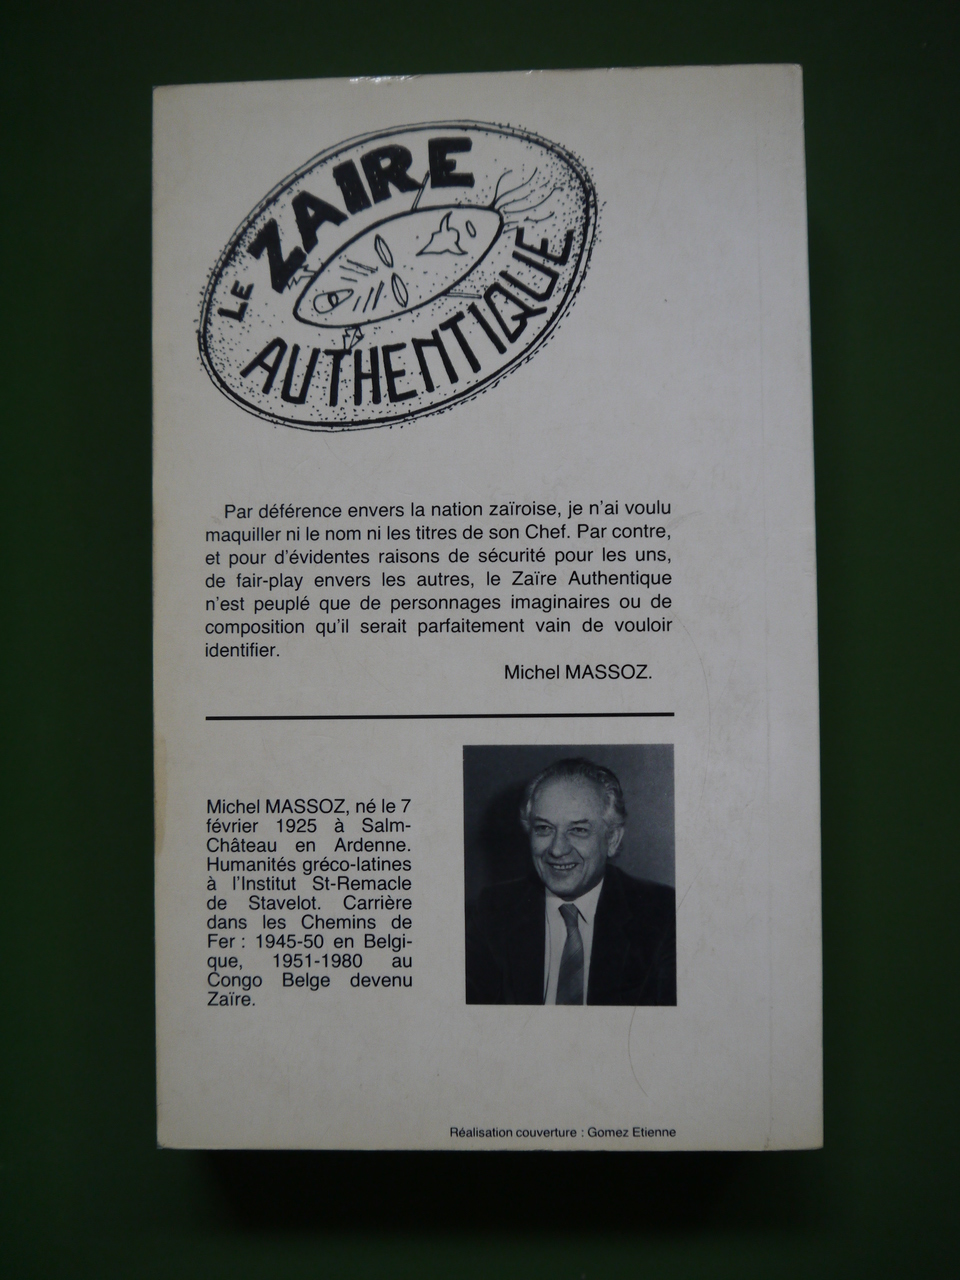 LE ZAIRE
AUTHENTIQUE
Par déférence envers la nation zaïroise, je n'ai voulu
maquiller ni le nom ni les titres de son Chef. Par contre,
et pour d'évidentes raisons de sécurité pour les uns,
de fair-play envers les autres, le Zaïre Authentique
n'est peuplé que de personnages imaginaires ou de
composition qu'il serait parfaitement vain de vouloir
identifier.
Michel MASSOZ.
Michel MASSOZ, né le 7
février 1925 à Salm-
Château en Ardenne.
Humanités gréco-latines
à l'Institut St-Remacle
de Stavelot. Carrière
dans les Chemins de
Fer : 1945-50 en Belgi-
que, 1951-1980 au
Congo Belge devenu
Zaïre.
Réalisation couverture : Gomez Etienne